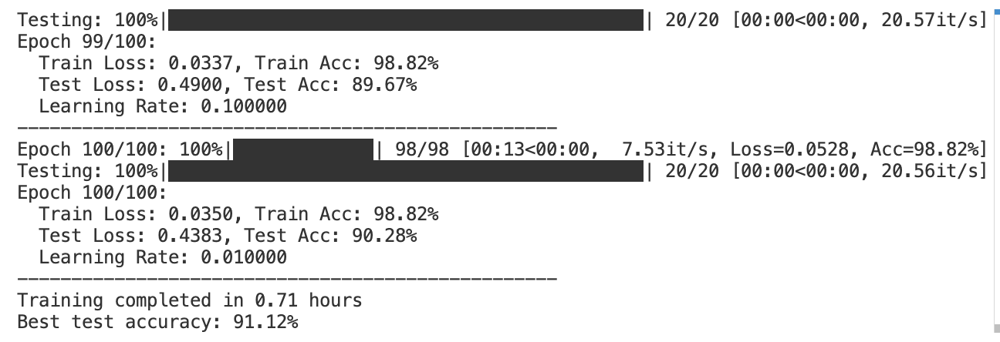 Testing: 100%|██████████| 20/20 [00:00<00:00, 20.57it/s]
Epoch 99/100:
  Train Loss: 0.0337, Train Acc: 98.82%
  Test Loss: 0.4900, Test Acc: 89.67%
  Learning Rate: 0.100000
--------------------------------------------------
Epoch 100/100: 100%|██████████| 98/98 [00:13<00:00,  7.53it/s, Loss=0.0528, Acc=98.82%]
Testing: 100%|██████████| 20/20 [00:00<00:00, 20.56it/s]
Epoch 100/100:
  Train Loss: 0.0350, Train Acc: 98.82%
  Test Loss: 0.4383, Test Acc: 90.28%
  Learning Rate: 0.010000
--------------------------------------------------
Training completed in 0.71 hours
Best test accuracy: 91.12%